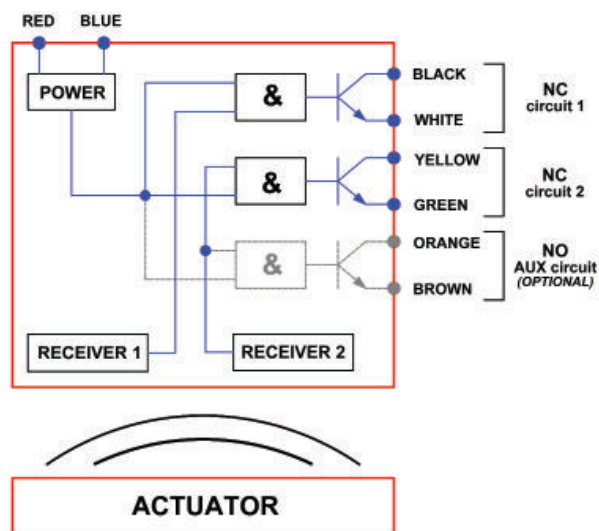 RED BLUE
POWER
&
BLACK
WHITE
NC
circuit 1
&
YELLOW
GREEN
NC
circuit 2
&
ORANGE
BROWN
NO
AUX circuit
(OPTIONAL)
RECEIVER 1
RECEIVER 2
ACTUATOR